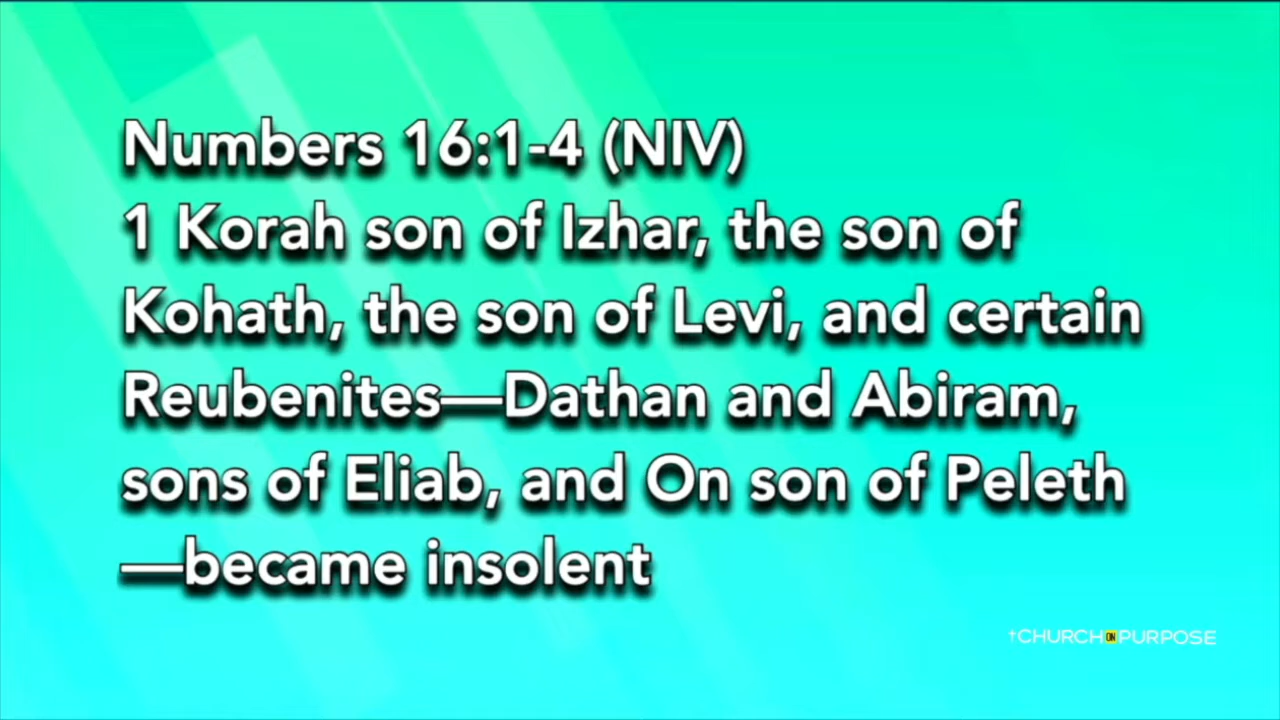 Numbers 16:1-4 (NIV)
1 Korah son of Izhar, the son of
Kohath, the son of Levi, and certain
Reubenites—Dathan and Abiram,
sons of Eliab, and On son of Peleth
—became insolent
CHURCH ON PURPOSE